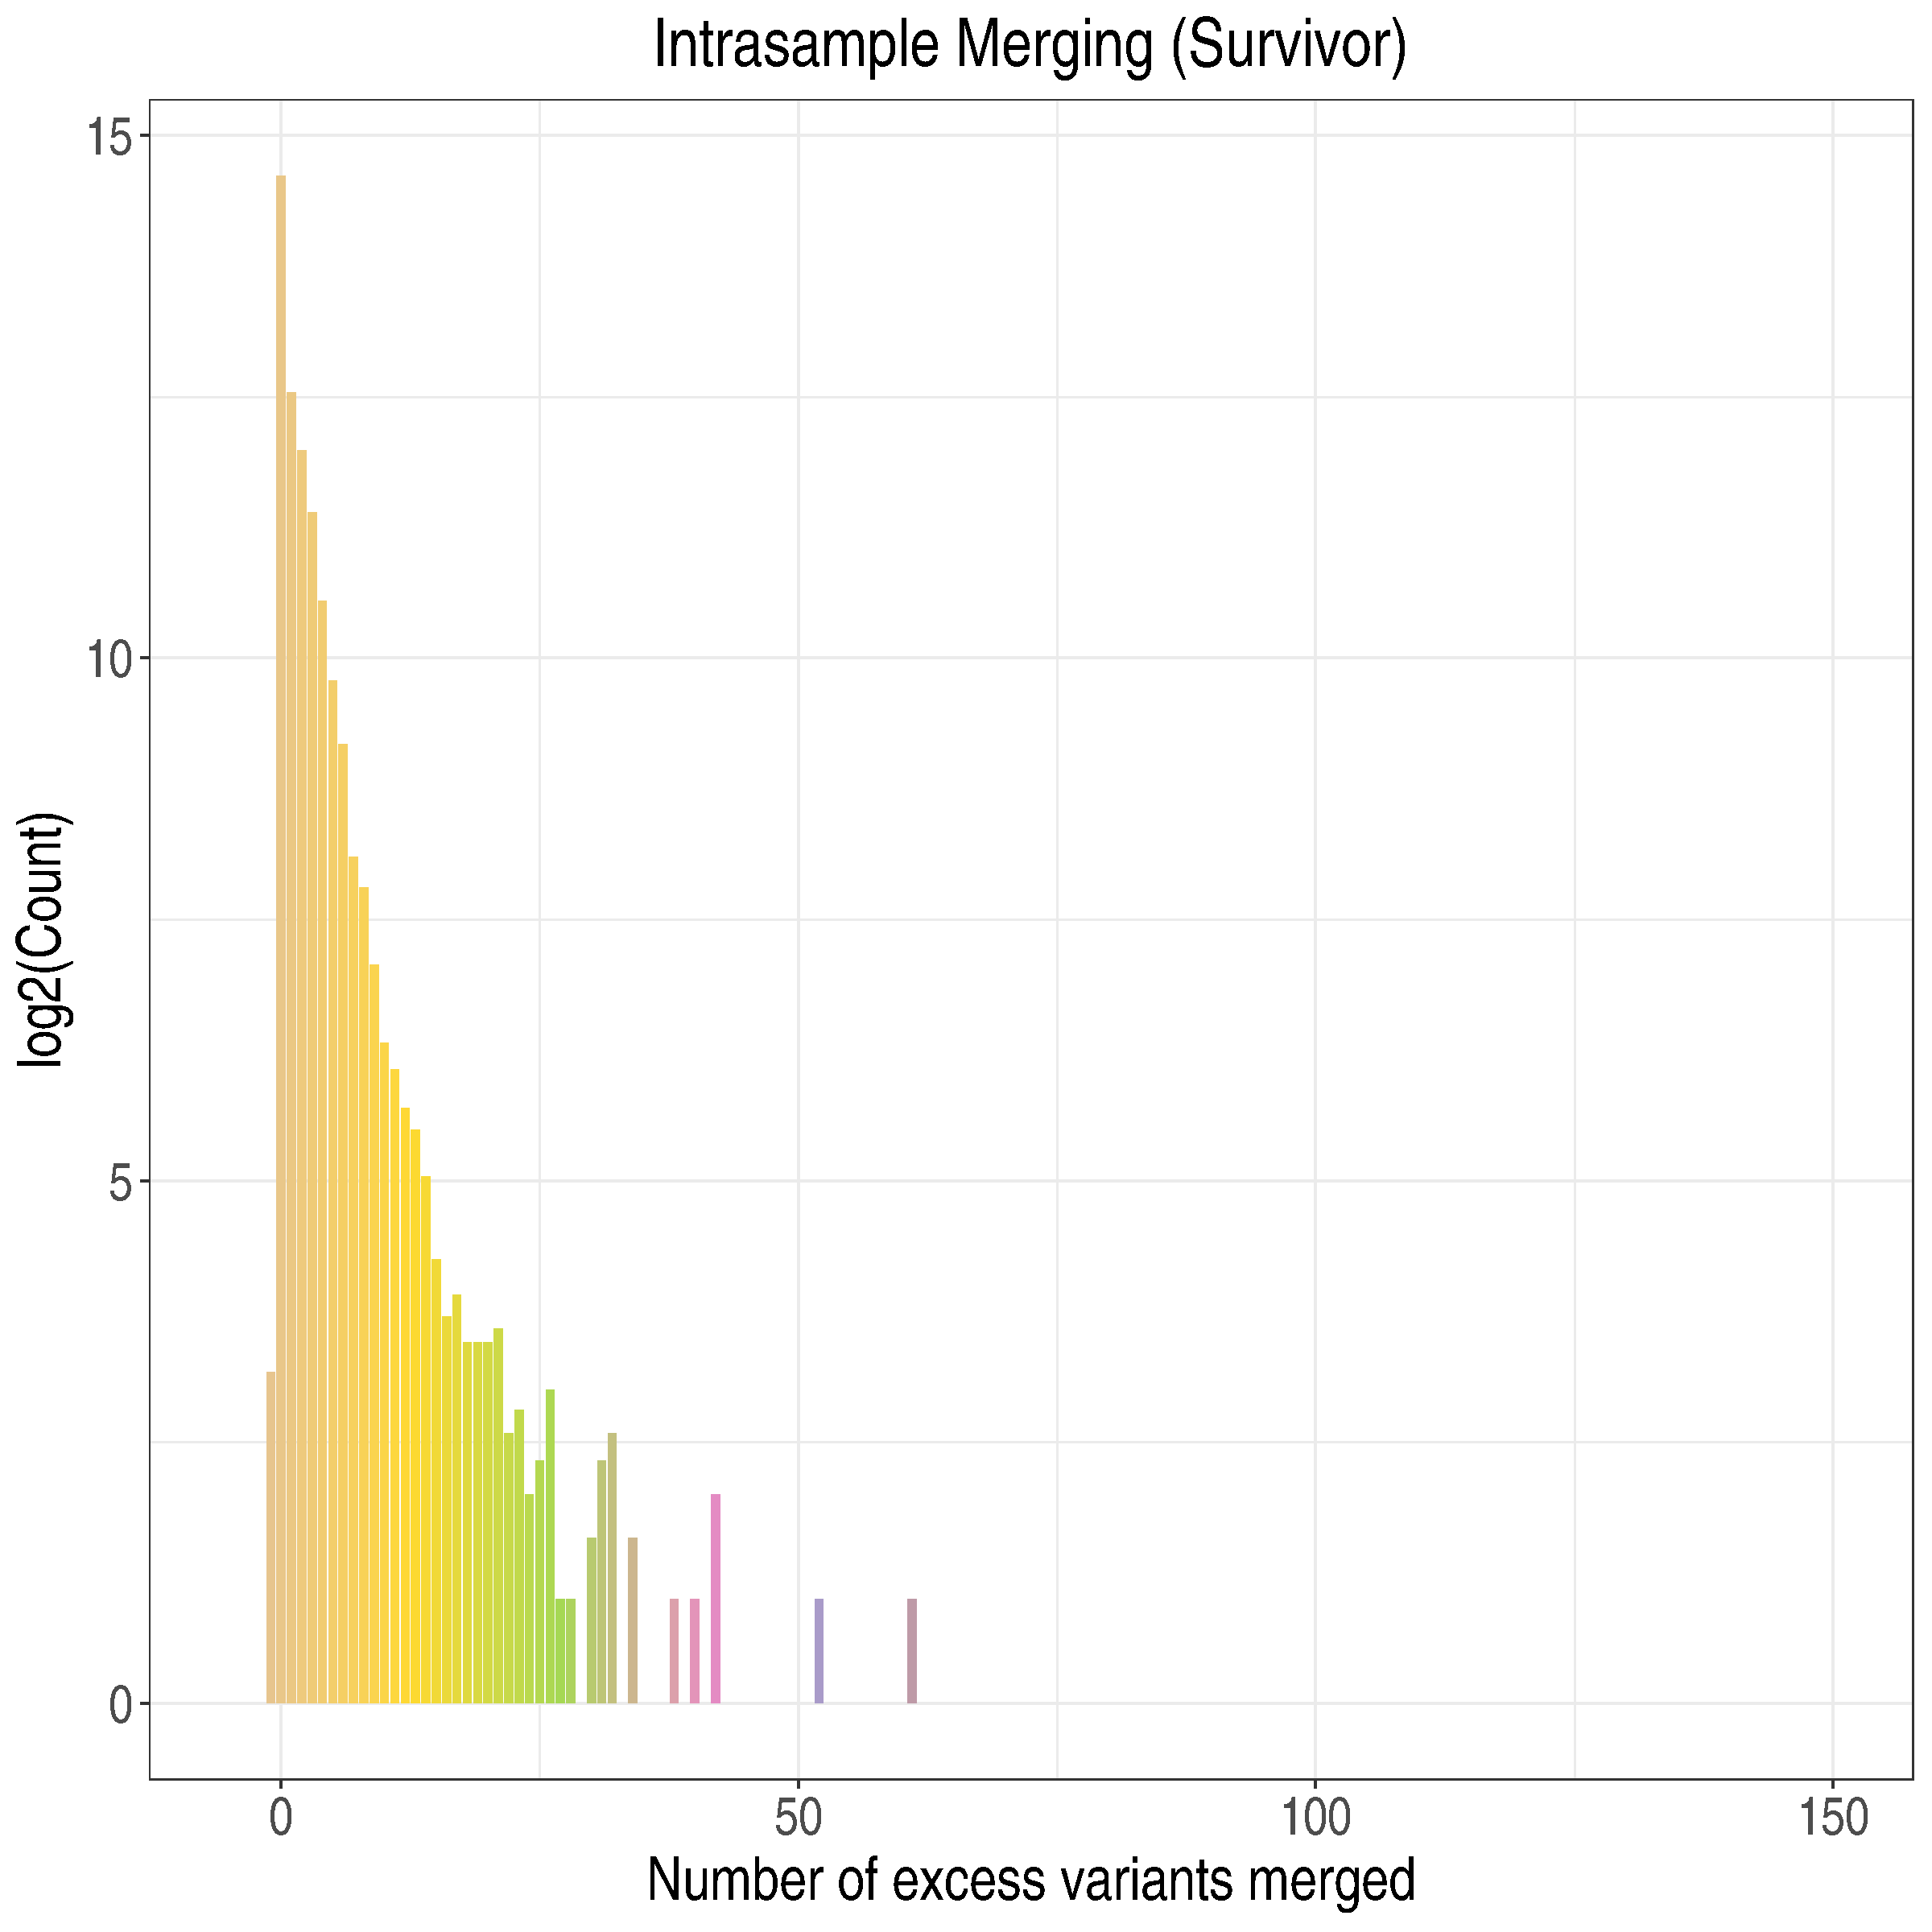 Intrasample Merging (Survivor)
15
10
5
0
log2(Count)
0 50 100 150
Number of excess variants merged